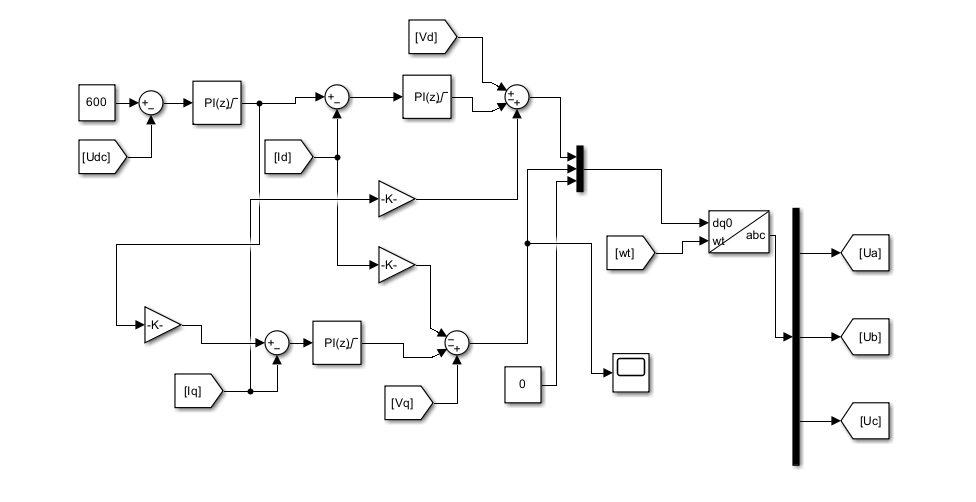 [Vd]
600
PI(z)
PI(z)
[Udc]
[Id]
-K-
dq0
wt
abc
[wt]
[Ua]
-K-
-K-
PI(z)
[Ub]
0
[Iq]
[Vq]
[Uc]